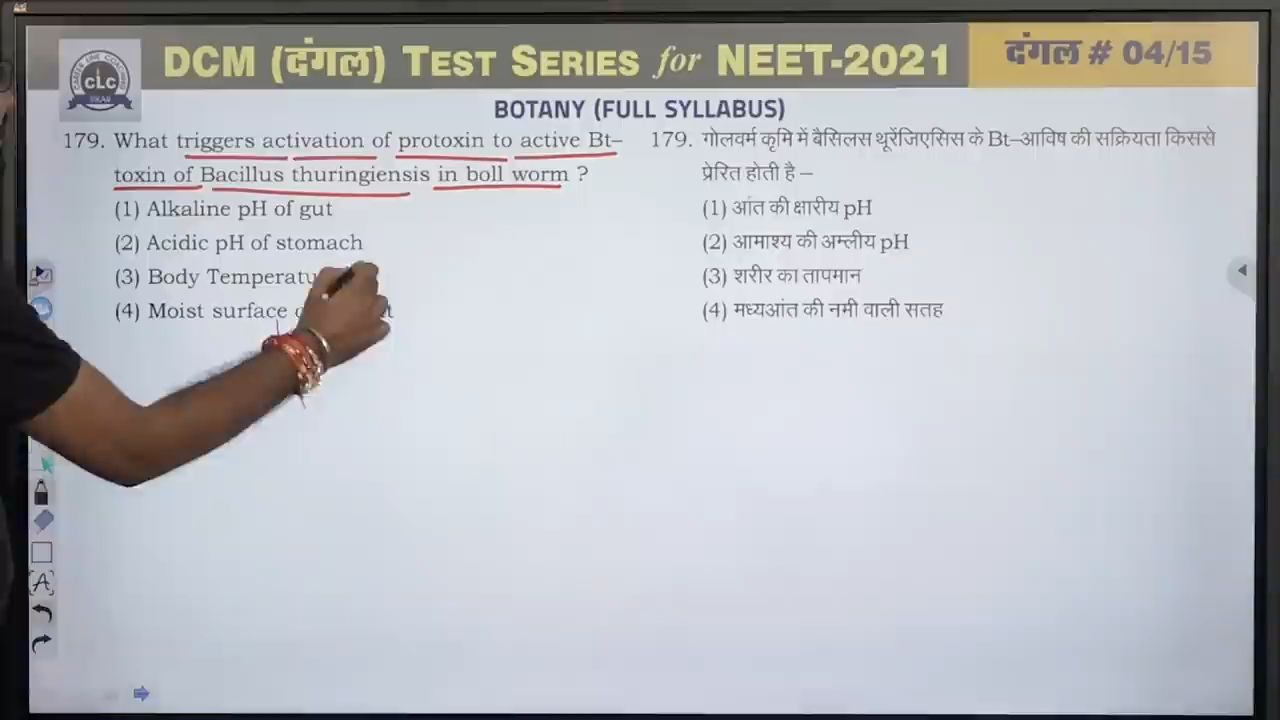 DCM (दंगल) TEST SERIES for NEET-2021
दंगल # 04/15
CLC
BOTANY (FULL SYLLABUS)
179. What triggers activation of protoxin to active Bt–
toxin of Bacillus thuringiensis in boll worm ?
(1) Alkaline pH of gut
(2) Acidic pH of stomach
(3) Body
(4) Moist surface
179. गोलवर्म कृमि में बैसिलस थूरेंजिएसिस के Bt–आविष की सक्रियता किससे
प्रेरित होती है –
(1) आंत की क्षारीय pH
(2) आमाश्य की अम्लीय pH
(3) शरीर का तापमान
(4) मध्यआंत की नमी वाली सतह